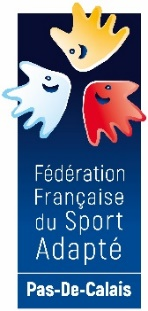 Fédération
Française
du Sport
Adapté
Pas-De-Calais